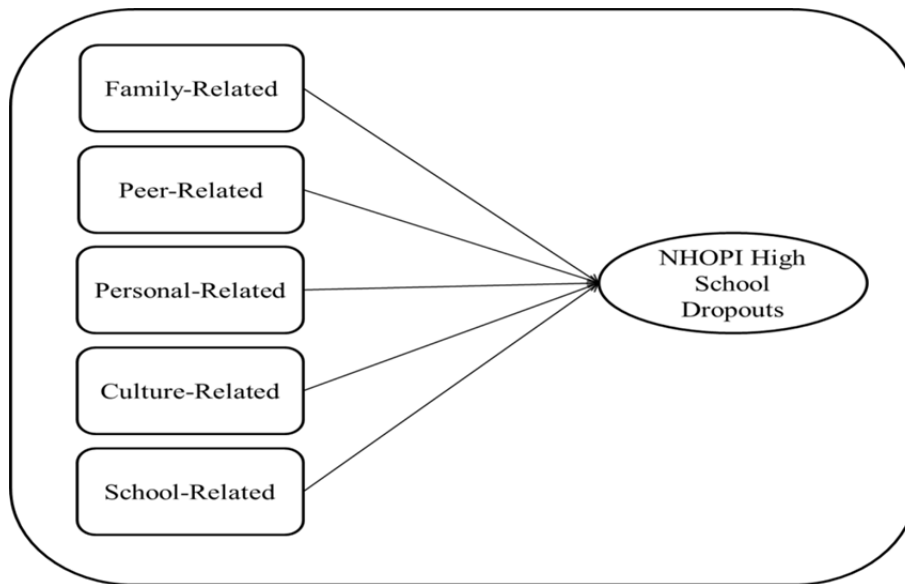 Family-Related
Peer-Related
Personal-Related
Culture-Related
School-Related
NHOPI High
School
Dropouts